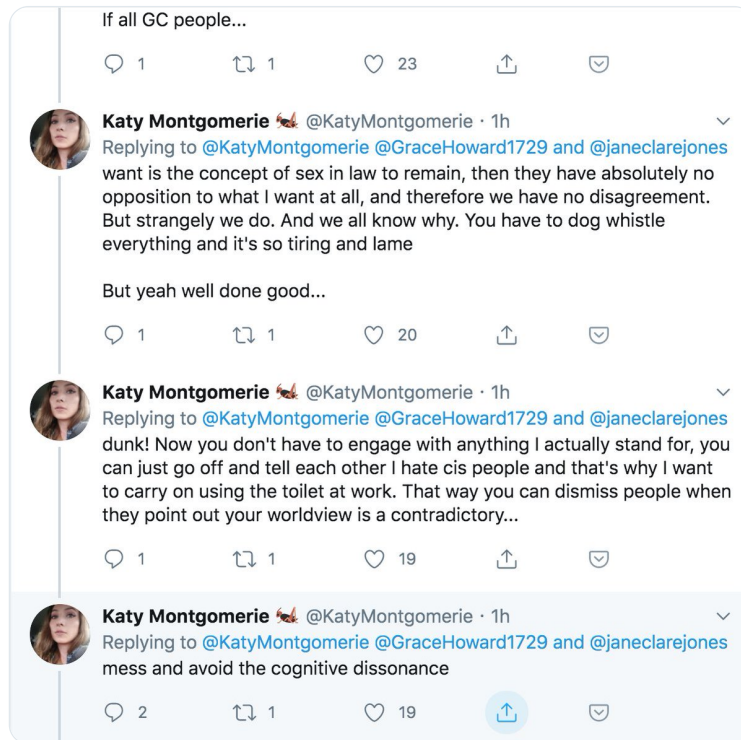 If all GC people...
1 1 23
Katy Montgomerie @KatyMontgomerie · 1h
Replying to @KatyMontgomerie @GraceHoward1729 and @janeclarejones
want is the concept of sex in law to remain, then they have absolutely no
opposition to what I want at all, and therefore we have no disagreement.
But strangely we do. And we all know why. You have to dog whistle
everything and it's so tiring and lame
But yeah well done good...
1 1 20
Katy Montgomerie @KatyMontgomerie · 1h
Replying to @KatyMontgomerie @GraceHoward1729 and @janeclarejones
dunk! Now you don't have to engage with anything I actually stand for, you
can just go off and tell each other I hate cis people and that's why I want
to carry on using the toilet at work. That way you can dismiss people when
they point out your worldview is a contradictory...
1 1 19
Katy Montgomerie @KatyMontgomerie · 1h
Replying to @KatyMontgomerie @GraceHoward1729 and @janeclarejones
mess and avoid the cognitive dissonance
2 1 19